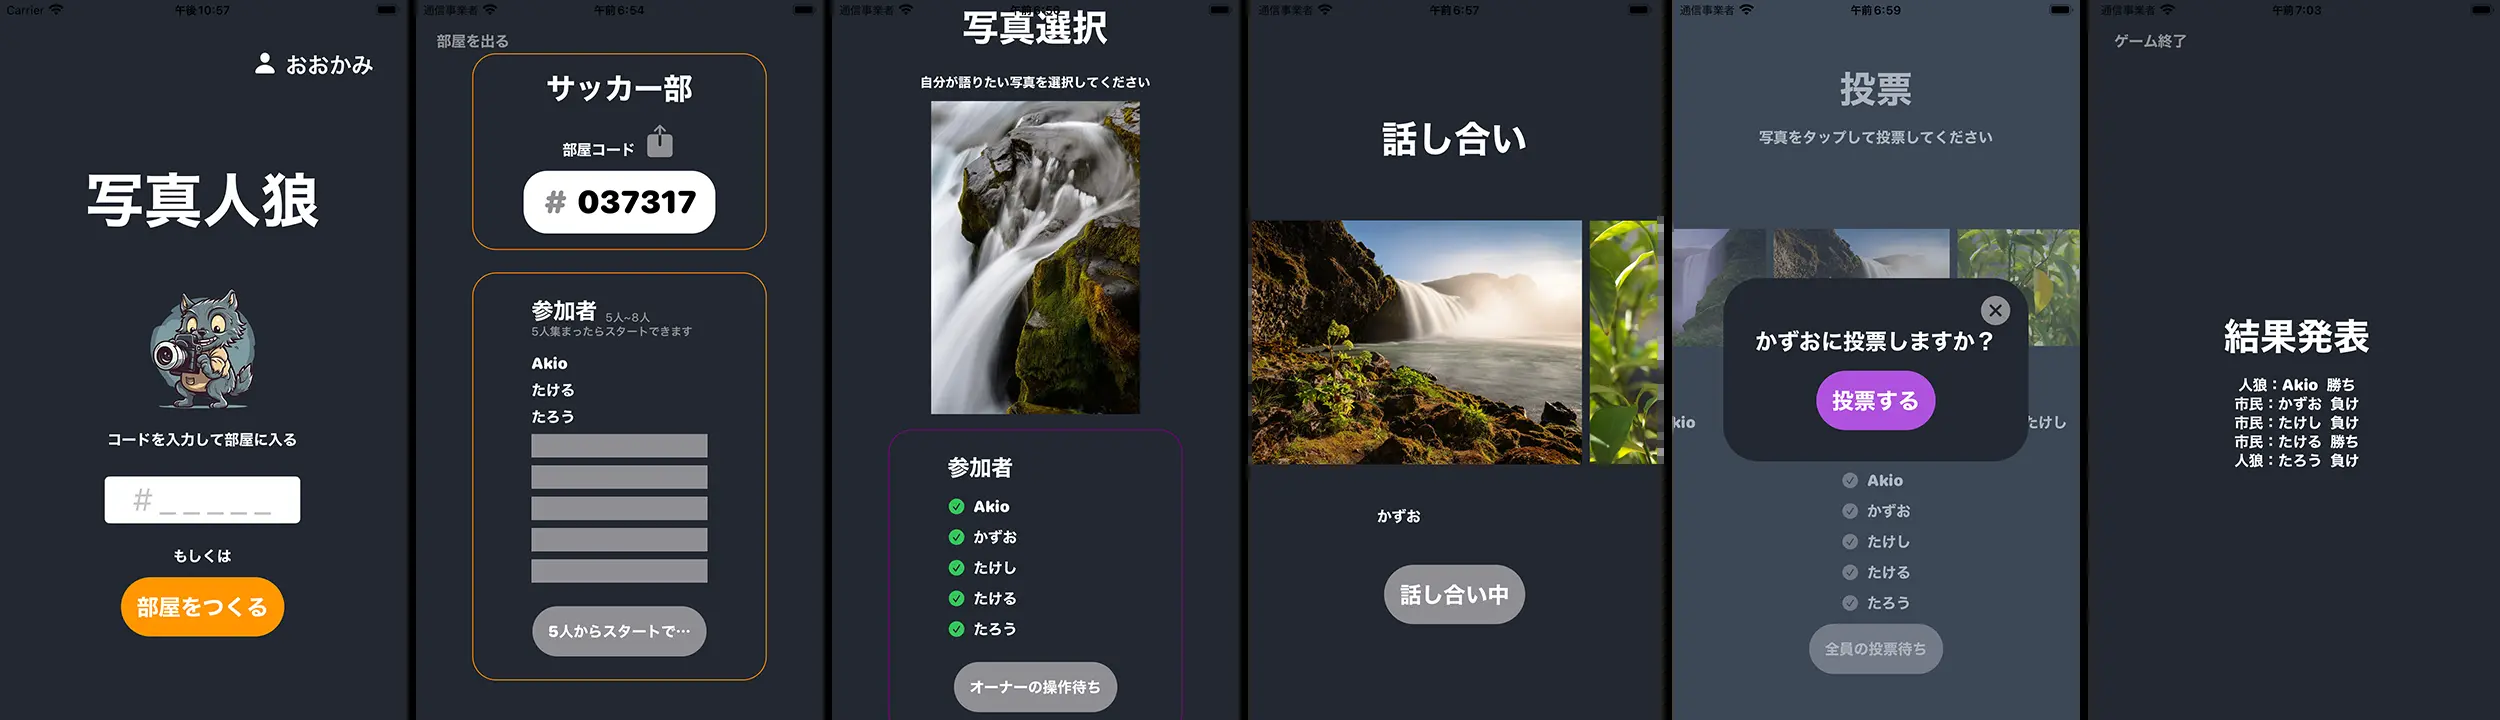 Carrier
午後10:57
おおかみ
写真人狼
コードを入力して部屋に入る
# _ _ _ _ _
もしくは
部屋をつくる
通信事業者
午前6:54
部屋を出る
サッカー部
部屋コード
# 037317
参加者 5人~8人
5人集まったらスタートできます
Akio
たける
たろう
5人からスタートで…
通信事業者
写真選択
自分が語りたい写真を選択してください
参加者
Akio
かずお
たけし
たける
たろう
オーナーの操作待ち
通信事業者
午前6:57
話し合い
かずお
話し合い中
通信事業者
午前6:59
投票
写真をタップして投票してください
かずおに投票しますか？
投票する
kio
たけし
Akio
かずお
たけし
たける
たろう
全員の投票待ち
通信事業者
午前7:03
ゲーム終了
結果発表
人狼：Akio 勝ち
市民：かずお 負け
市民：たけし 負け
市民：たける 勝ち
人狼：たろう 負け